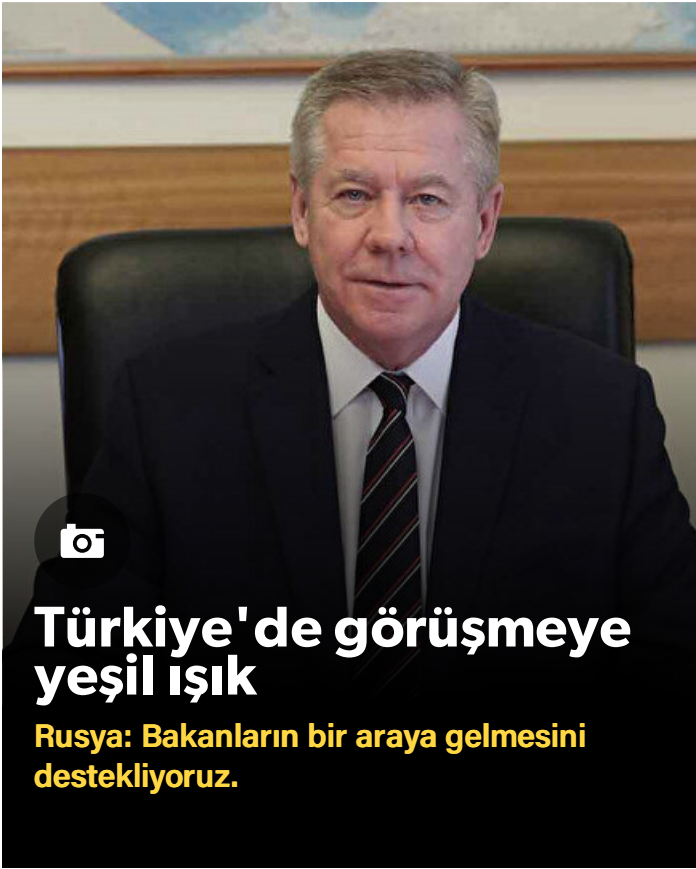 Türkiye'de görüşmeye
yeşil ışık
Rusya: Bakanların bir araya gelmesini
destekliyoruz.